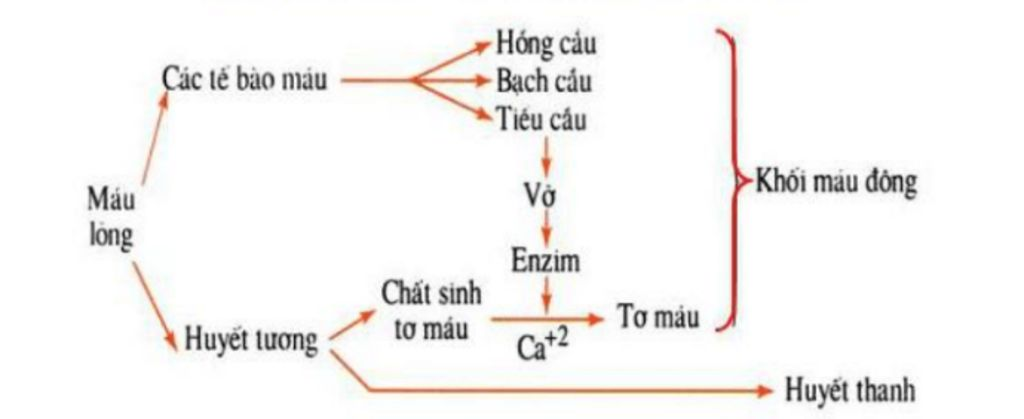 Hồng cầu
Các tế bào máu
Bạch cầu
Tiểu cầu
Máu
lỏng
Vỡ
Khối máu đông
Enzim
Chất sinh
tơ máu
Tơ máu
Ca+2
Huyết tương
Huyết thanh